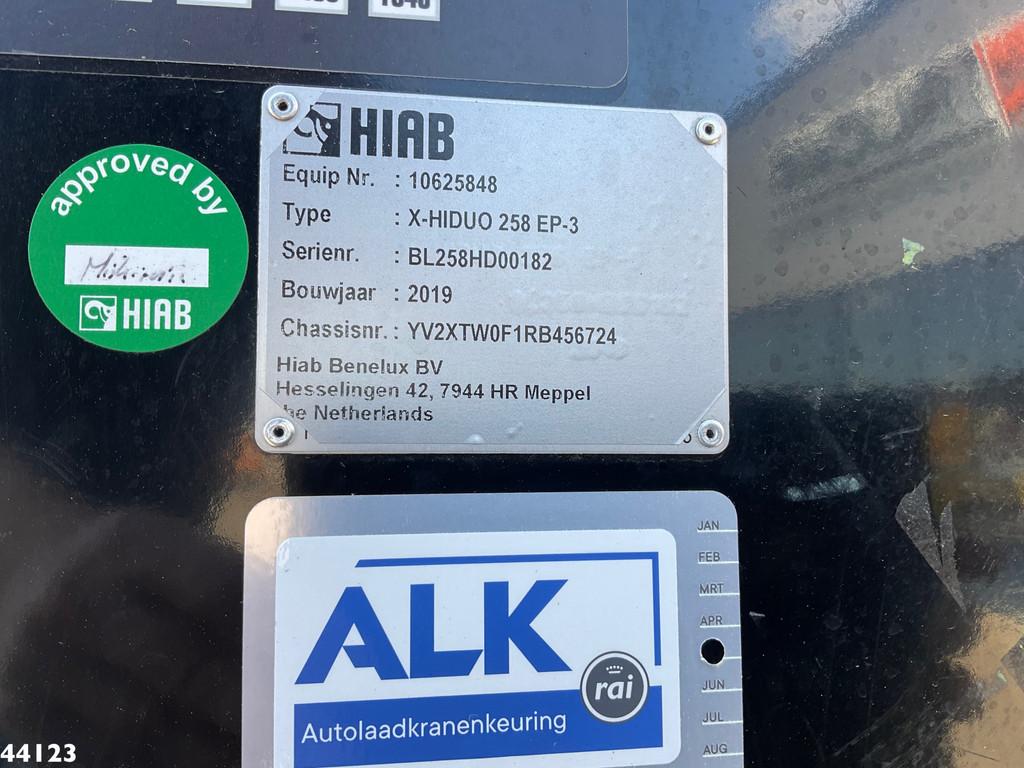 HIAB
Equip Nr. : 10625848
Type : X-HIDUO 258 EP-3
Serienr. : BL258HD00182
Bouwjaar : 2019
Chassisnr. : YV2XTW0F1RB456724
Hiab Benelux BV
Hesselingen 42, 7944 HR Meppel
he Netherlands
approved by
HIAB
JAN
FEB
MRT
APR
JUN
JUL
AUG
ALK
rai
Autolaadkranenkeuring
44123